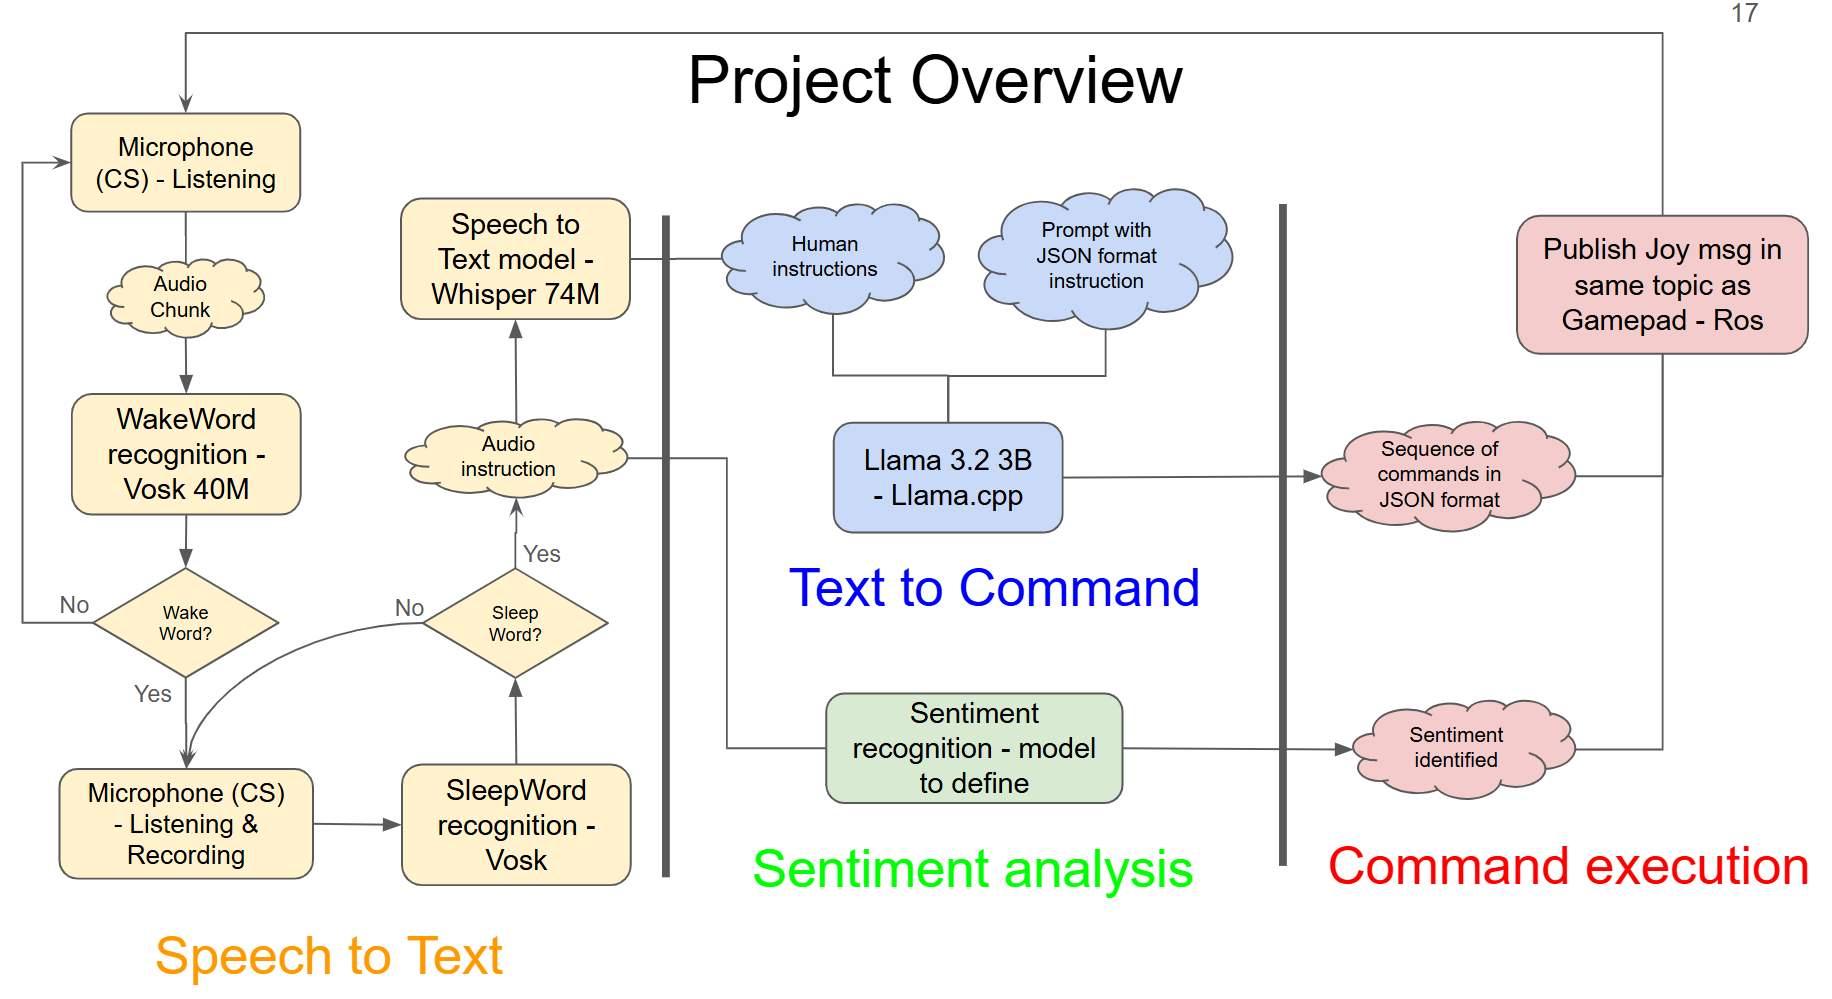 17
Project Overview
Microphone
(CS) - Listening
Audio
Chunk
WakeWord
recognition -
Vosk 40M
Wake
Word?
No
Yes
Microphone (CS)
- Listening &
Recording
SleepWord
recognition -
Vosk
Sleep
Word?
No
Yes
Audio
instruction
Speech to
Text model -
Whisper 74M
Speech to Text
Human
instructions
Prompt with
JSON format
instruction
Llama 3.2 3B
- Llama.cpp
Text to Command
Sentiment
recognition - model
to define
Sentiment analysis
Publish Joy msg in
same topic as
Gamepad - Ros
Sequence of
commands in
JSON format
Sentiment
identified
Command execution